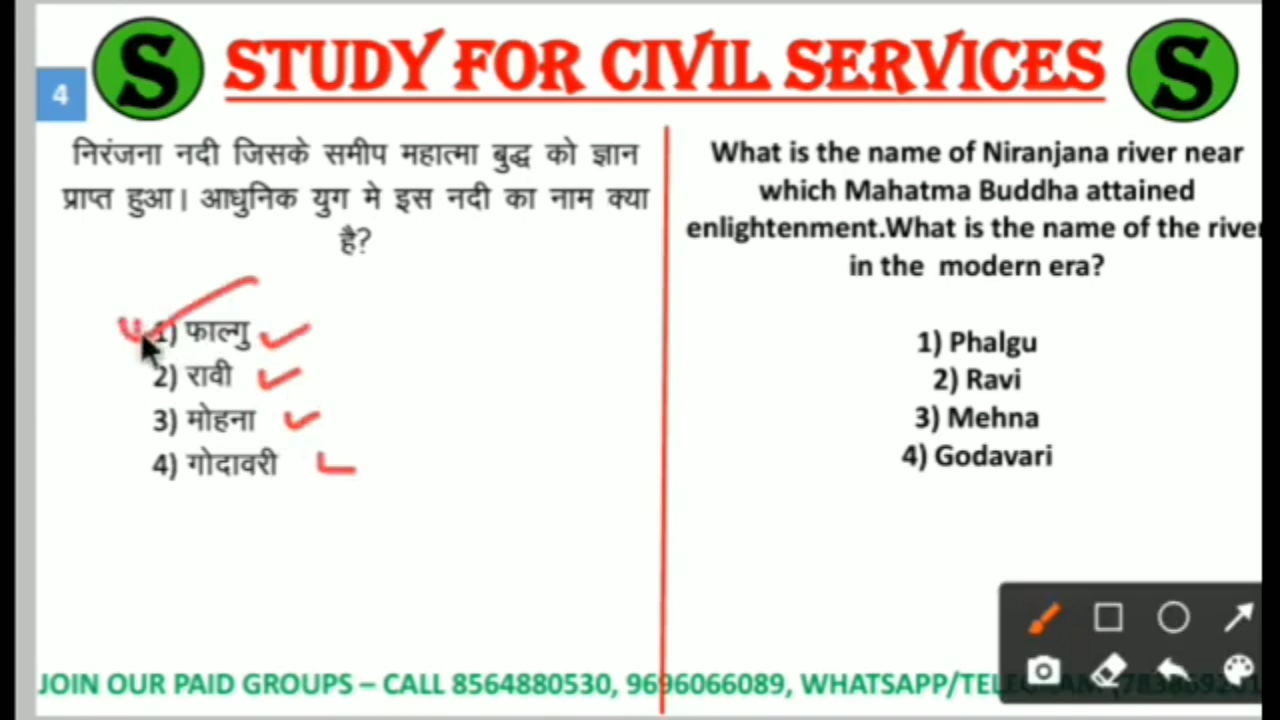 S STUDY FOR CIVIL SERVICES S
4
निरंजना नदी जिसके समीप महात्मा बुद्ध को ज्ञान
प्राप्त हुआ। आधुनिक युग मे इस नदी का नाम क्या
है?
1) फाल्गु
2) रावी
3) मोहना
4) गोदावरी
What is the name of Niranjana river near
which Mahatma Buddha attained
enlightenment.What is the name of the river
in the modern era?
1) Phalgu
2) Ravi
3) Mehna
4) Godavari
JOIN OUR PAID GROUPS – CALL 8564880530, 9696066089, WHATSAPP/